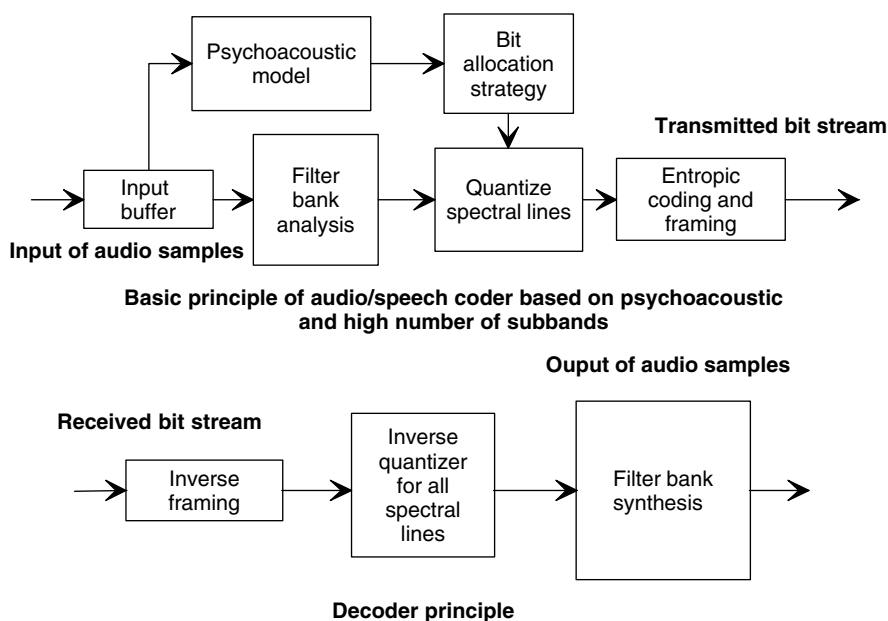 Psychoacoustic
model
Bit
allocation
strategy
Transmitted bit stream
Input
buffer
Filter
bank
analysis
Quantize
spectral lines
Entropic
coding and
framing
Input of audio samples
Basic principle of audio/speech coder based on psychoacoustic
and high number of subbands
Ouput of audio samples
Received bit stream
Inverse
framing
Inverse
quantizer
for all
spectral
lines
Filter bank
synthesis
Decoder principle